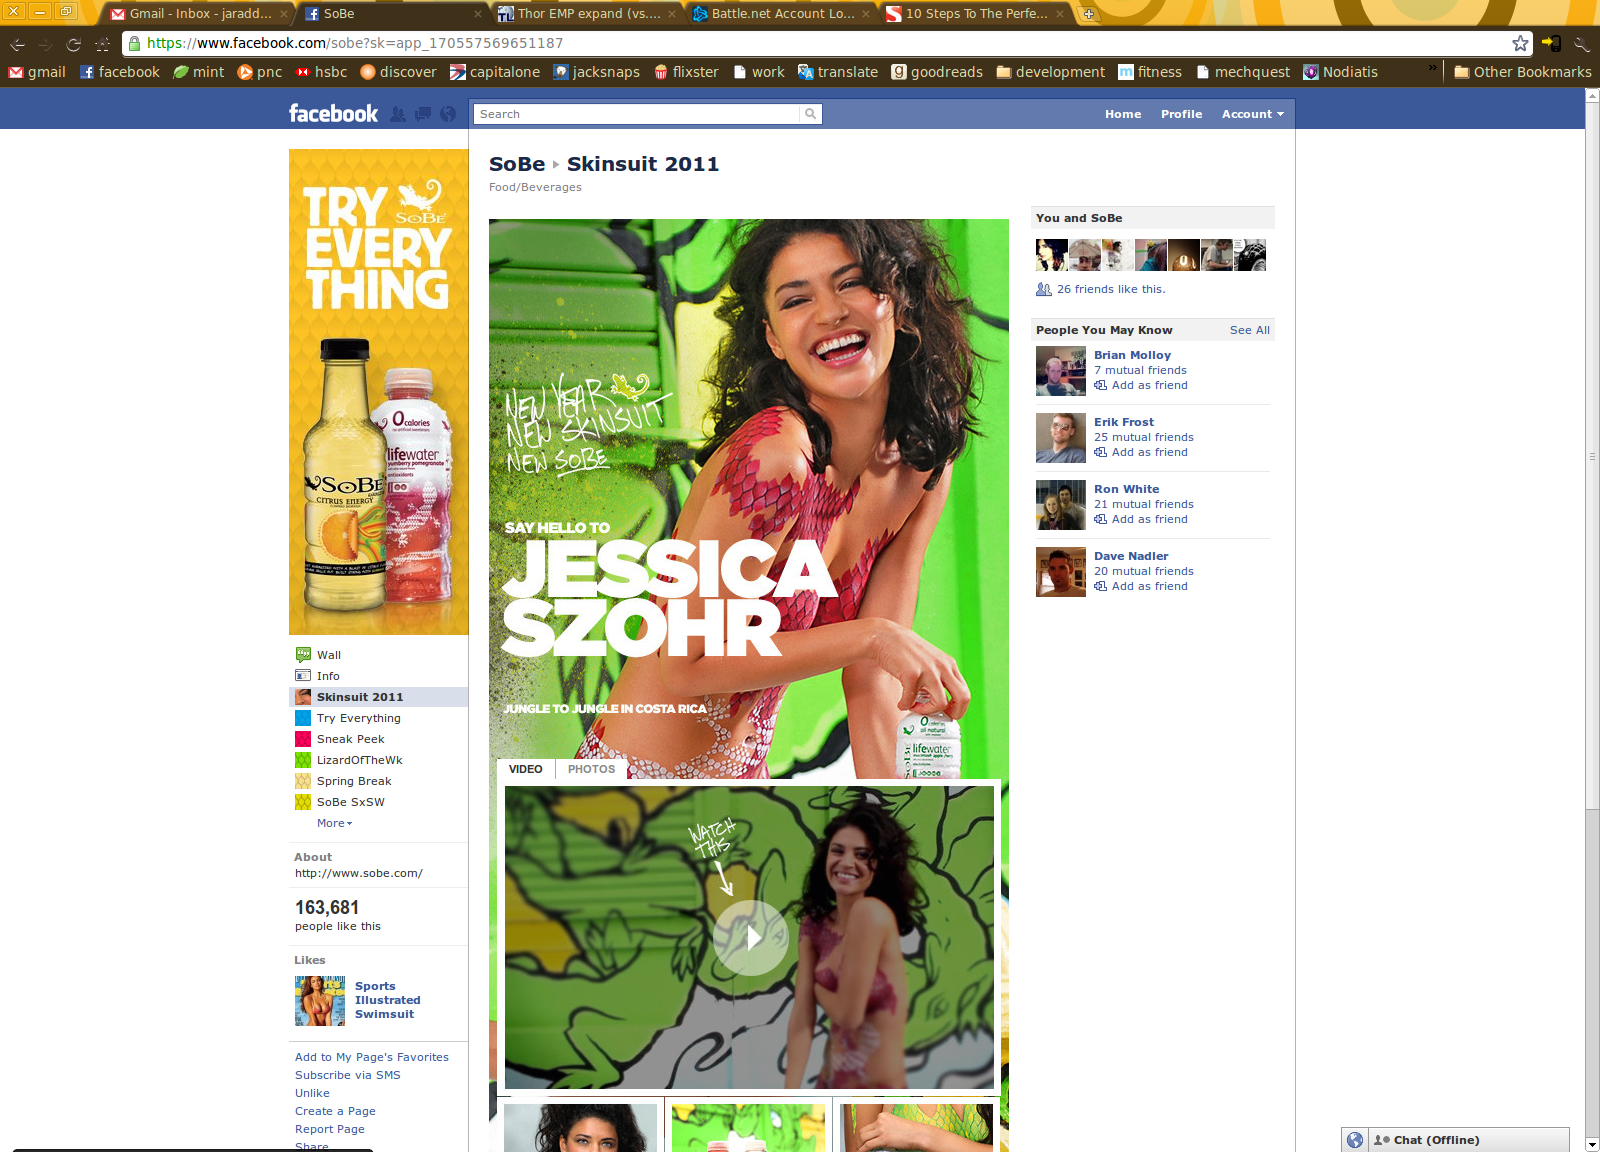 Gmail - Inbox - jaradd...
SoBe
Thor EMP expand (vs....
Battle.net Account Lo...
10 Steps To The Perfe...
https://www.facebook.com/sobe?sk=app_170557569651187
gmail
facebook
mint
pnc
hsbc
discover
capitalone
jacksnaps
flixster
work
translate
goodreads
development
fitness
mechquest
Nodiatis
»
Other Bookmarks
facebook
Search
Home
Profile
Account
TRY
EVERY
THING
SOBE
0 calories
lifewater
yumberry pomegranate
antioxidants
SOBE
CITRUS ENERGY
Wall
Info
Skinsuit 2011
Try Everything
Sneak Peek
LizardOfTheWk
Spring Break
SoBe SxSW
More
About
http://www.sobe.com/
163,681
people like this
Likes
Sports
Illustrated
Swimsuit
Add to My Page's Favorites
Subscribe via SMS
Unlike
Create a Page
Report Page
Share
SoBe
Skinsuit 2011
Food/Beverages
NEW YEAR
NEW SKINSUIT
NEW SOBE
SAY HELLO TO
JESSICA
SZOHR
JUNGLE TO JUNGLE IN COSTA RICA
0 calories
all natural
SOBE
lifewater
VIDEO
PHOTOS
WATCH
THIS
You and SoBe
26 friends like this.
People You May Know
See All
Brian Molloy
7 mutual friends
Add as friend
Erik Frost
25 mutual friends
Add as friend
Ron White
21 mutual friends
Add as friend
Dave Nadler
20 mutual friends
Add as friend
Chat (Offline)